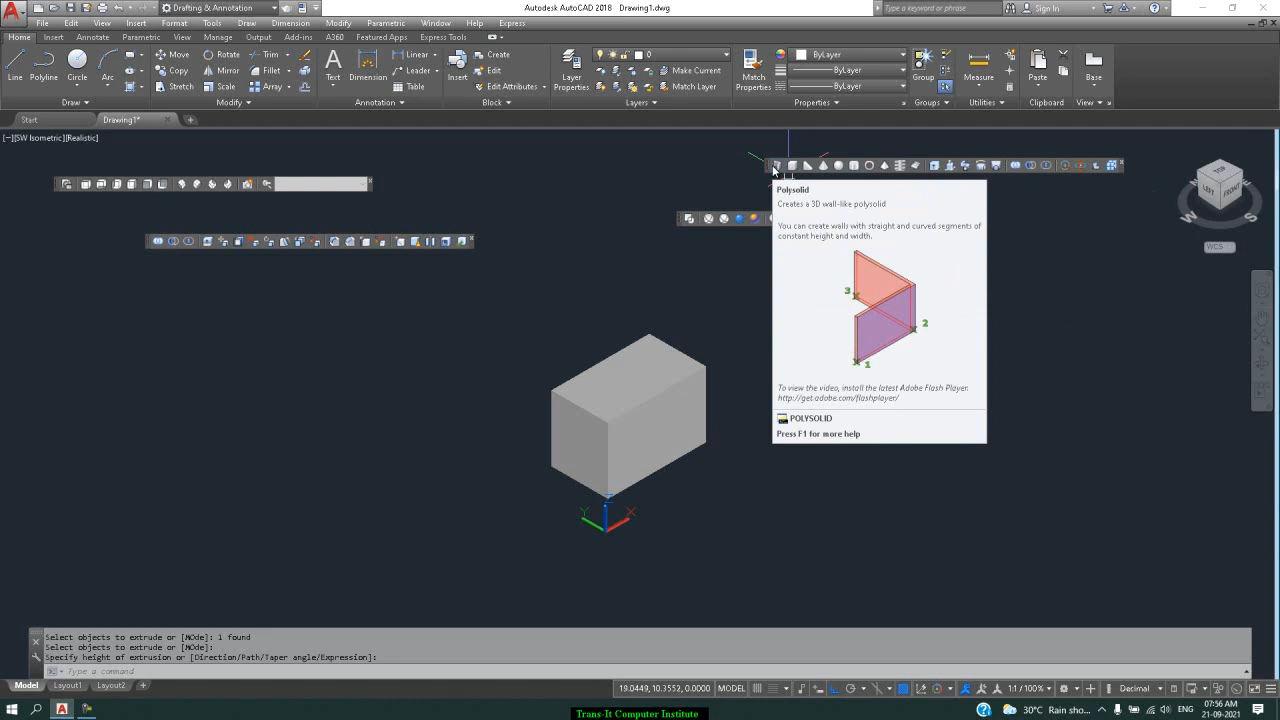 Drafting & Annotation
Autodesk AutoCAD 2018 Drawing1.dwg
Type a keyword or phrase
Sign In
File Edit View Insert Format Tools Draw Dimension Modify Parametric Window Help Express
Home Insert Annotate Parametric View Manage Output Add-ins A360 Featured Apps Express Tools
Line Polyline Circle Arc
Move Rotate Trim
Copy Mirror Fillet
Stretch Scale Array
Text Dimension
Linear
Leader
Table
Insert
Create
Edit
Edit Attributes
Layer Properties
0
Make Current
Match Layer
Match Properties
ByLayer
ByLayer
ByLayer
Group Measure Paste Base
Draw Modify Annotation Block Layers Properties Groups Utilities Clipboard View
Start Drawing1*
[−][SW Isometric][Realistic]
TOP
LEFT FRONT
W S
WCS
Polysolid
Creates a 3D wall-like polysolid
You can create walls with straight and curved segments of
constant height and width.
3
2
1
To view the video, install the latest Adobe Flash Player.
http://get.adobe.com/flashplayer/
POLYSOLID
Press F1 for more help
Z
Y X
Select objects to extrude or [MOde]: 1 found
Select objects to extrude or [MOde]:
Specify height of extrusion or [Direction/Path/Taper angle/Expression]:
Type a command
Model Layout1 Layout2
19.0449, 10.3552, 0.0000 MODEL
1:1 / 100%
Decimal
30°C Rain sho...
ENG
07:56 AM
21-09-2021
Trans-It Computer Institute